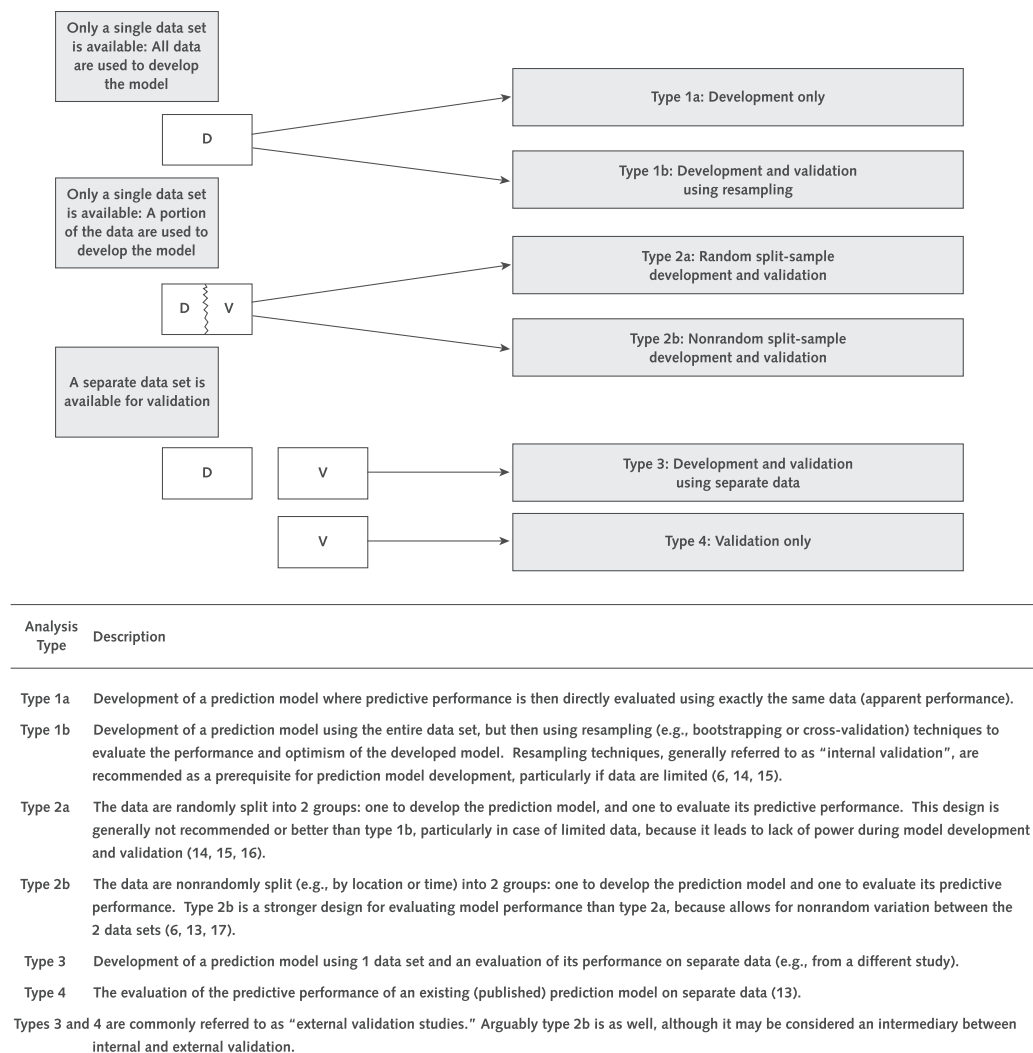 Only a single data set
is available: All data
are used to develop
the model
Type 1a: Development only
D
Type 1b: Development and validation
using resampling
Only a single data set
is available: A portion
of the data are used to
develop the model
Type 2a: Random split-sample
development and validation
D V
Type 2b: Nonrandom split-sample
development and validation
A separate data set is
available for validation
D V
Type 3: Development and validation
using separate data
V
Type 4: Validation only
Analysis
Type
Description
Type 1a Development of a prediction model where predictive performance is then directly evaluated using exactly the same data (apparent performance).
Type 1b Development of a prediction model using the entire data set, but then using resampling (e.g., bootstrapping or cross-validation) techniques to
evaluate the performance and optimism of the developed model. Resampling techniques, generally referred to as “internal validation”, are
recommended as a prerequisite for prediction model development, particularly if data are limited (6, 14, 15).
Type 2a The data are randomly split into 2 groups: one to develop the prediction model, and one to evaluate its predictive performance. This design is
generally not recommended or better than type 1b, particularly in case of limited data, because it leads to lack of power during model development
and validation (14, 15, 16).
Type 2b The data are nonrandomly split (e.g., by location or time) into 2 groups: one to develop the prediction model and one to evaluate its predictive
performance. Type 2b is a stronger design for evaluating model performance than type 2a, because allows for nonrandom variation between the
2 data sets (6, 13, 17).
Type 3 Development of a prediction model using 1 data set and an evaluation of its performance on separate data (e.g., from a different study).
Type 4 The evaluation of the predictive performance of an existing (published) prediction model on separate data (13).
Types 3 and 4 are commonly referred to as “external validation studies.” Arguably type 2b is as well, although it may be considered an intermediary between
internal and external validation.